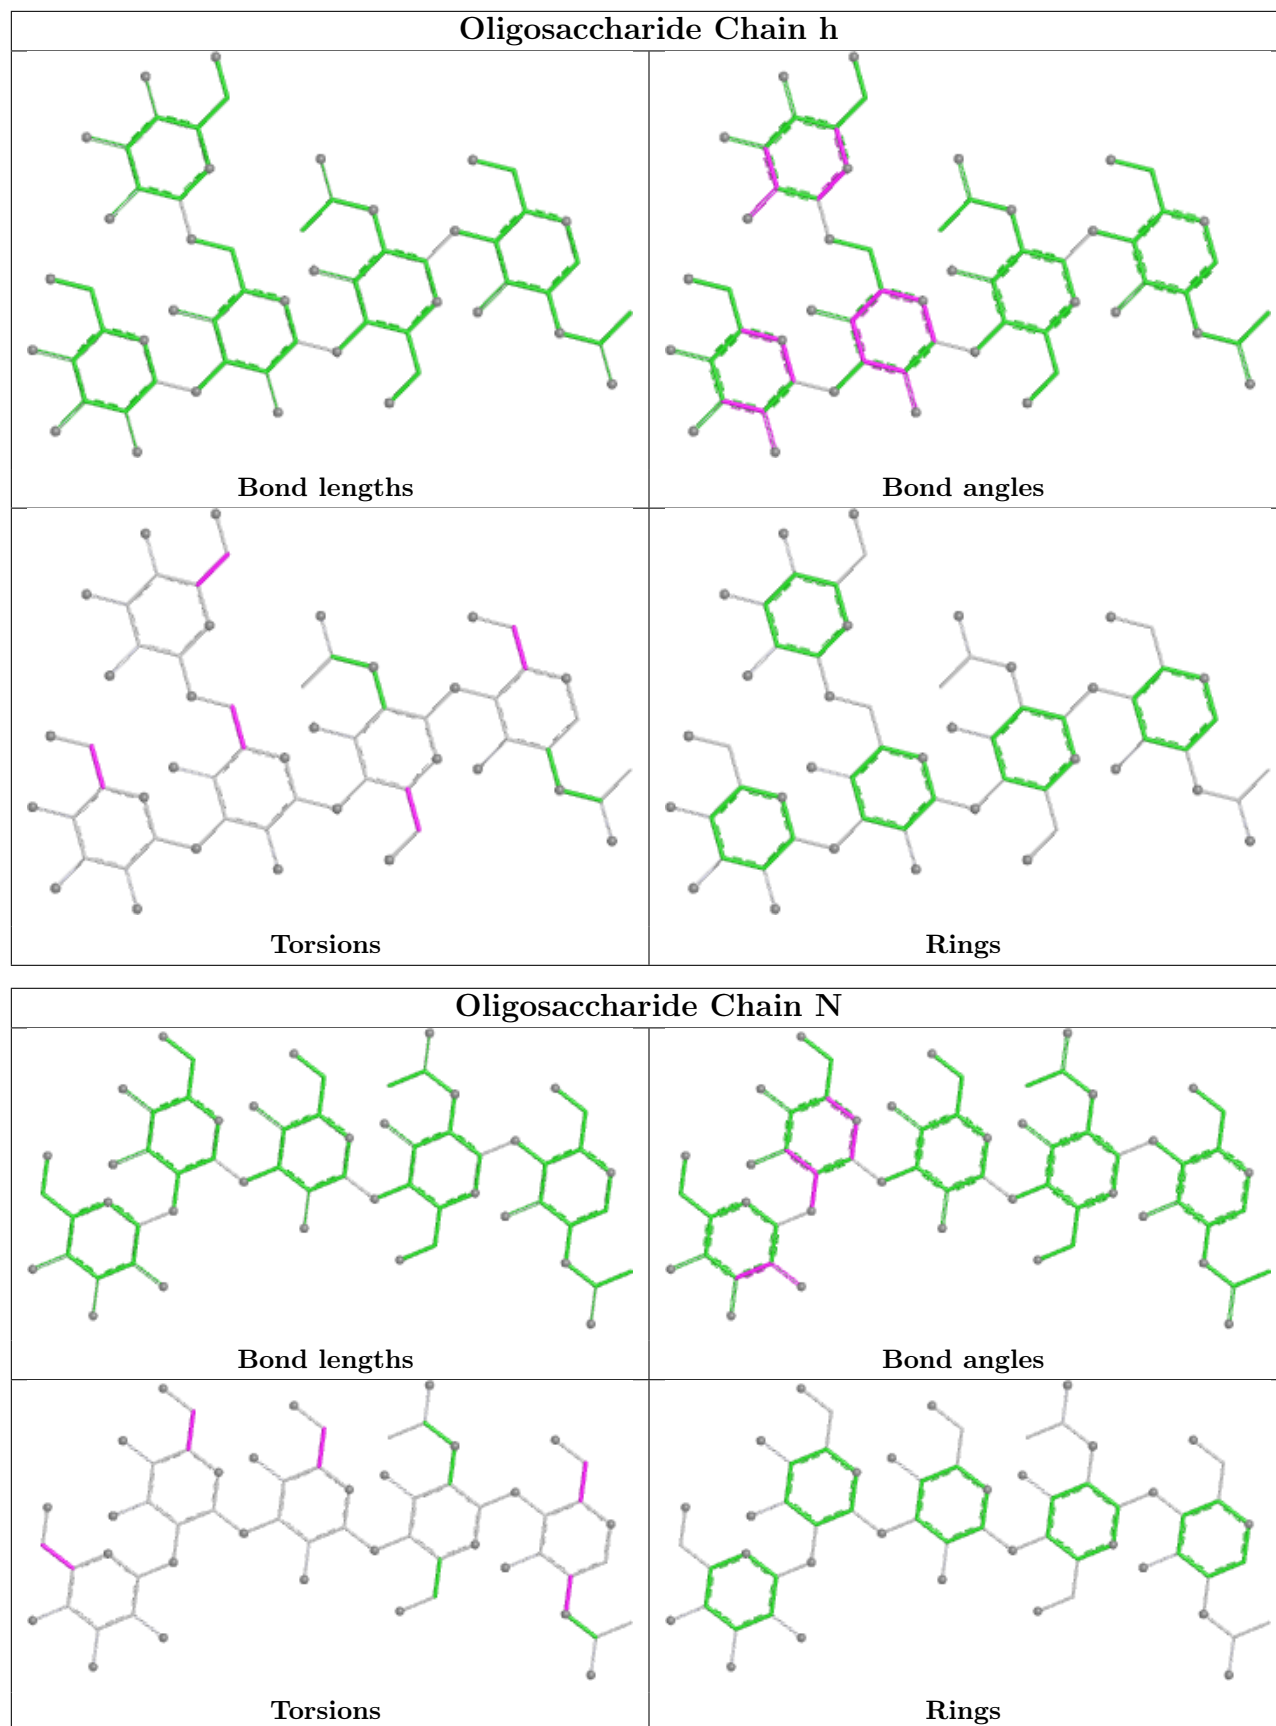 Oligosaccharide Chain h
Bond lengths
Bond angles
Torsions
Rings
Oligosaccharide Chain N
Bond lengths
Bond angles
Torsions
Rings